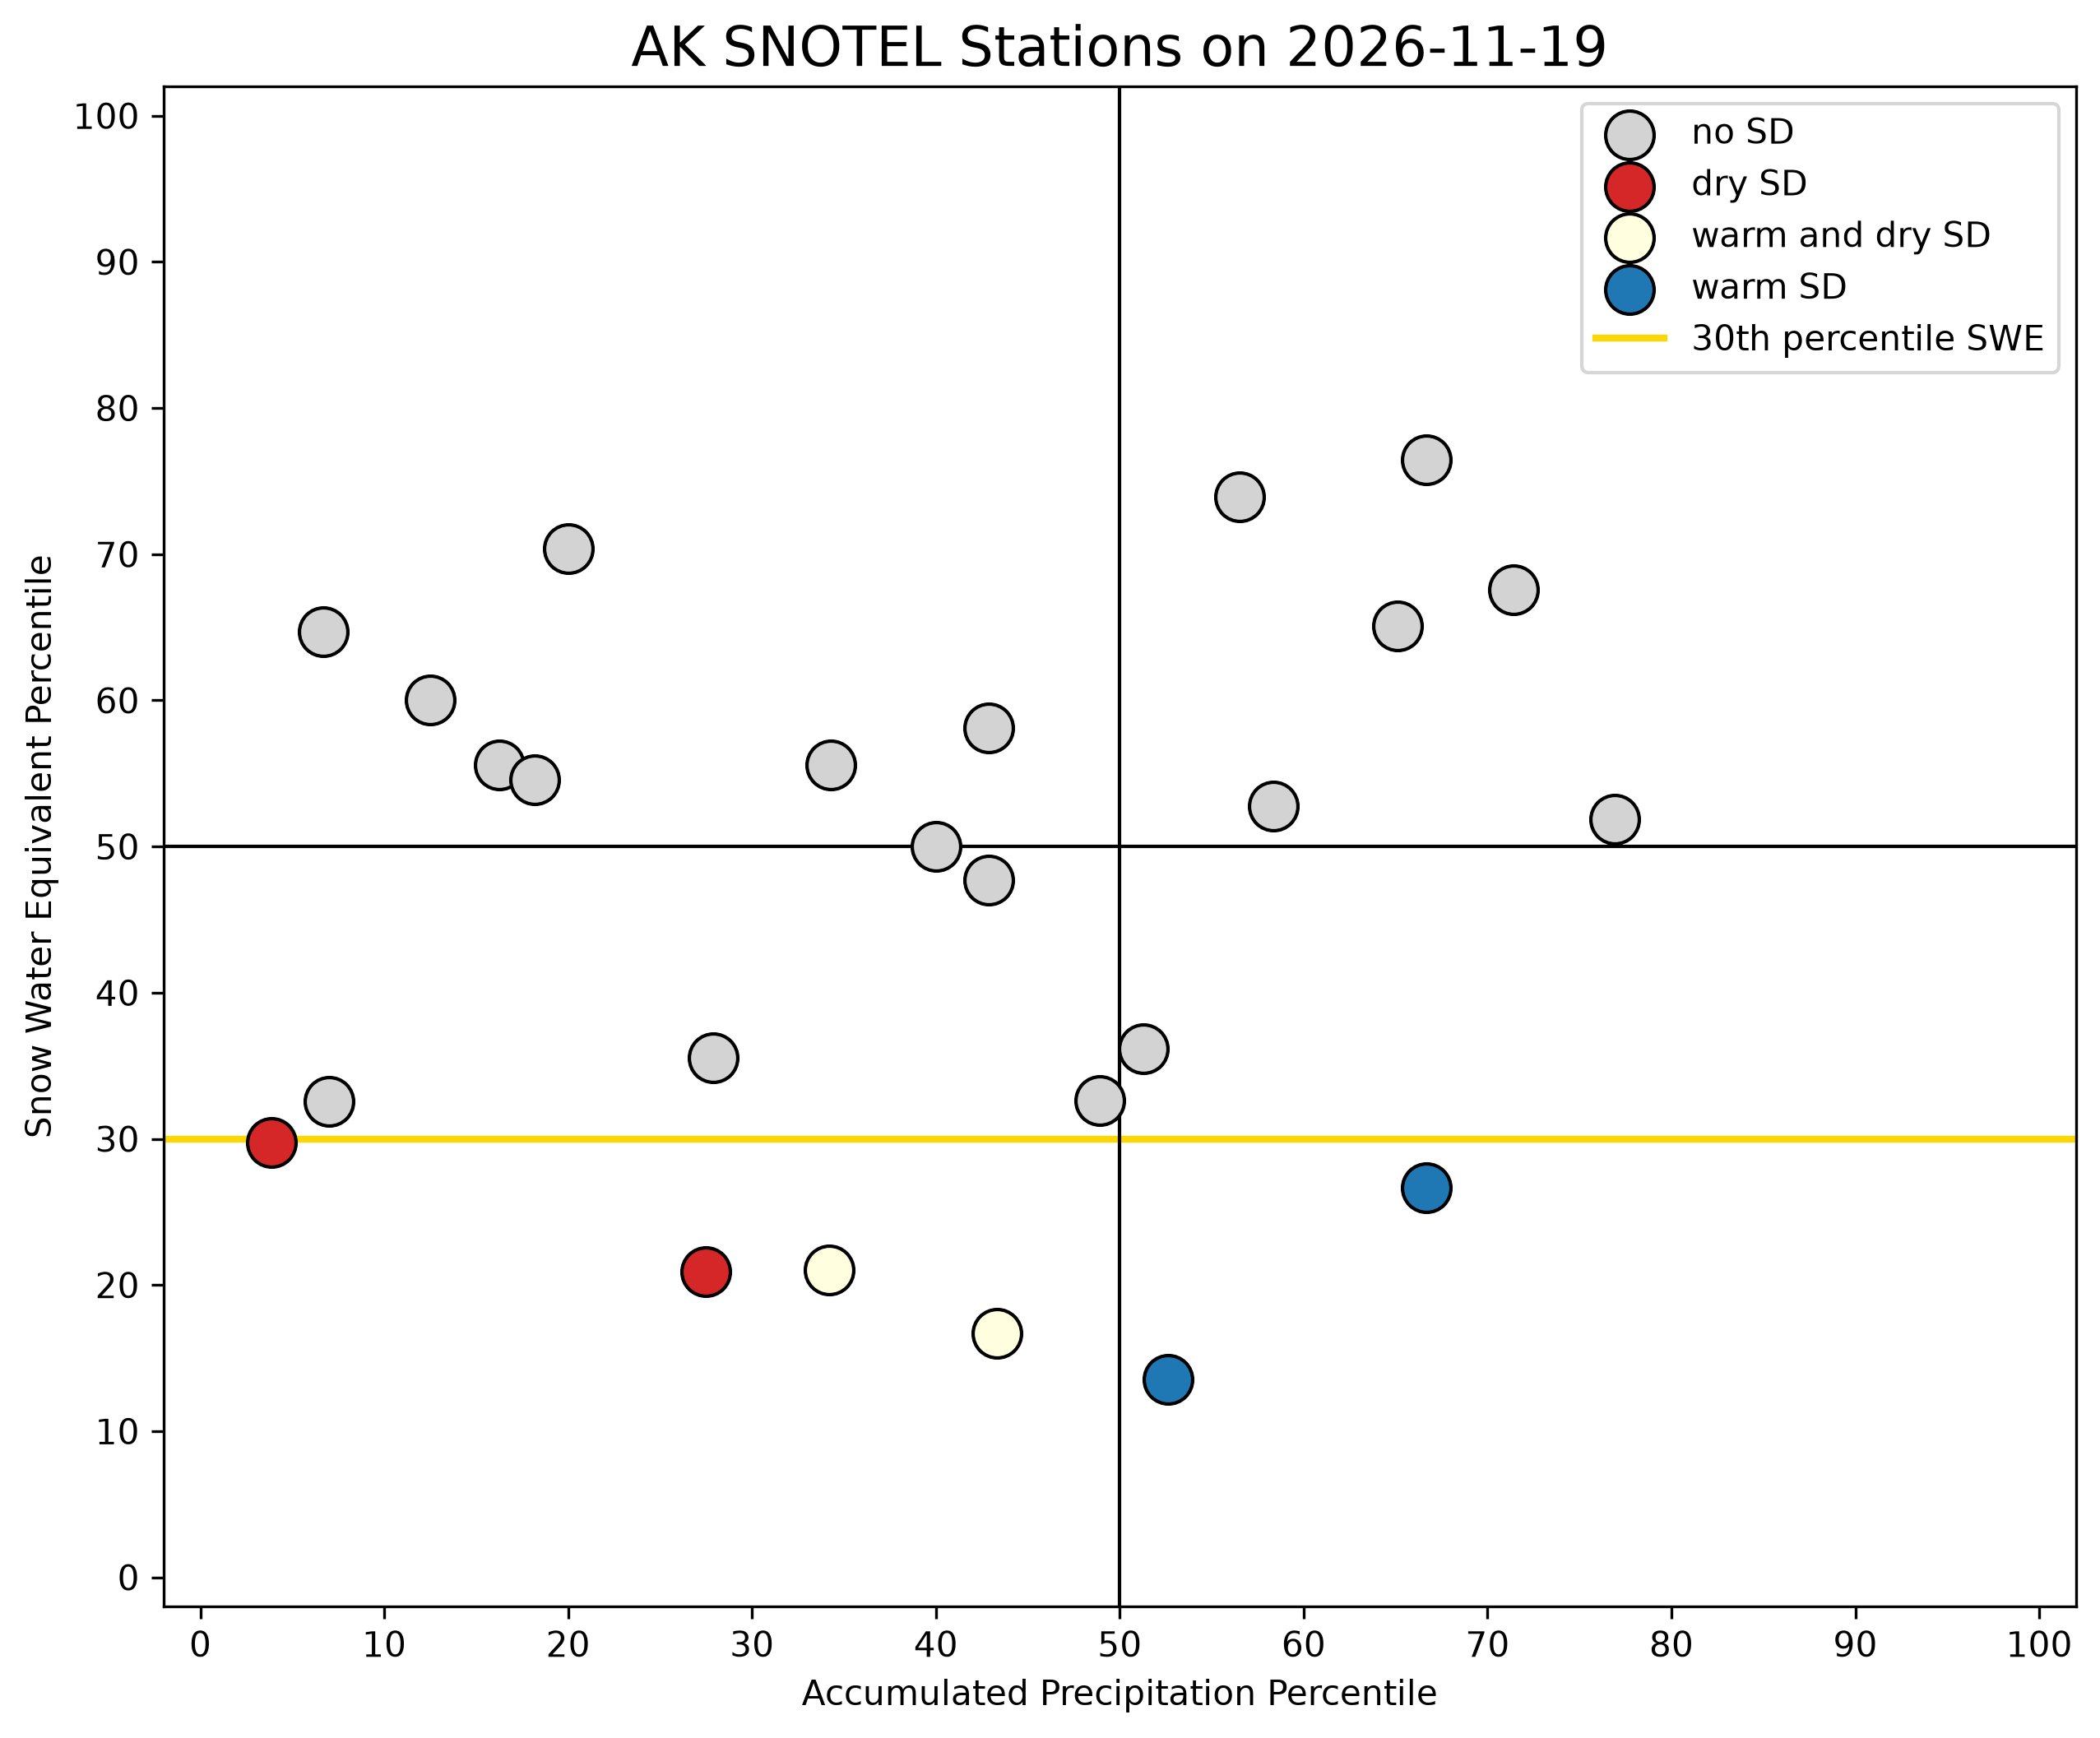 AK SNOTEL Stations on 2026-11-19
no SD
dry SD
warm and dry SD
warm SD
30th percentile SWE
Snow Water Equivalent Percentile
100
90
80
70
60
50
40
30
20
10
0
0 10 20 30 40 50 60 70 80 90 100
Accumulated Precipitation Percentile